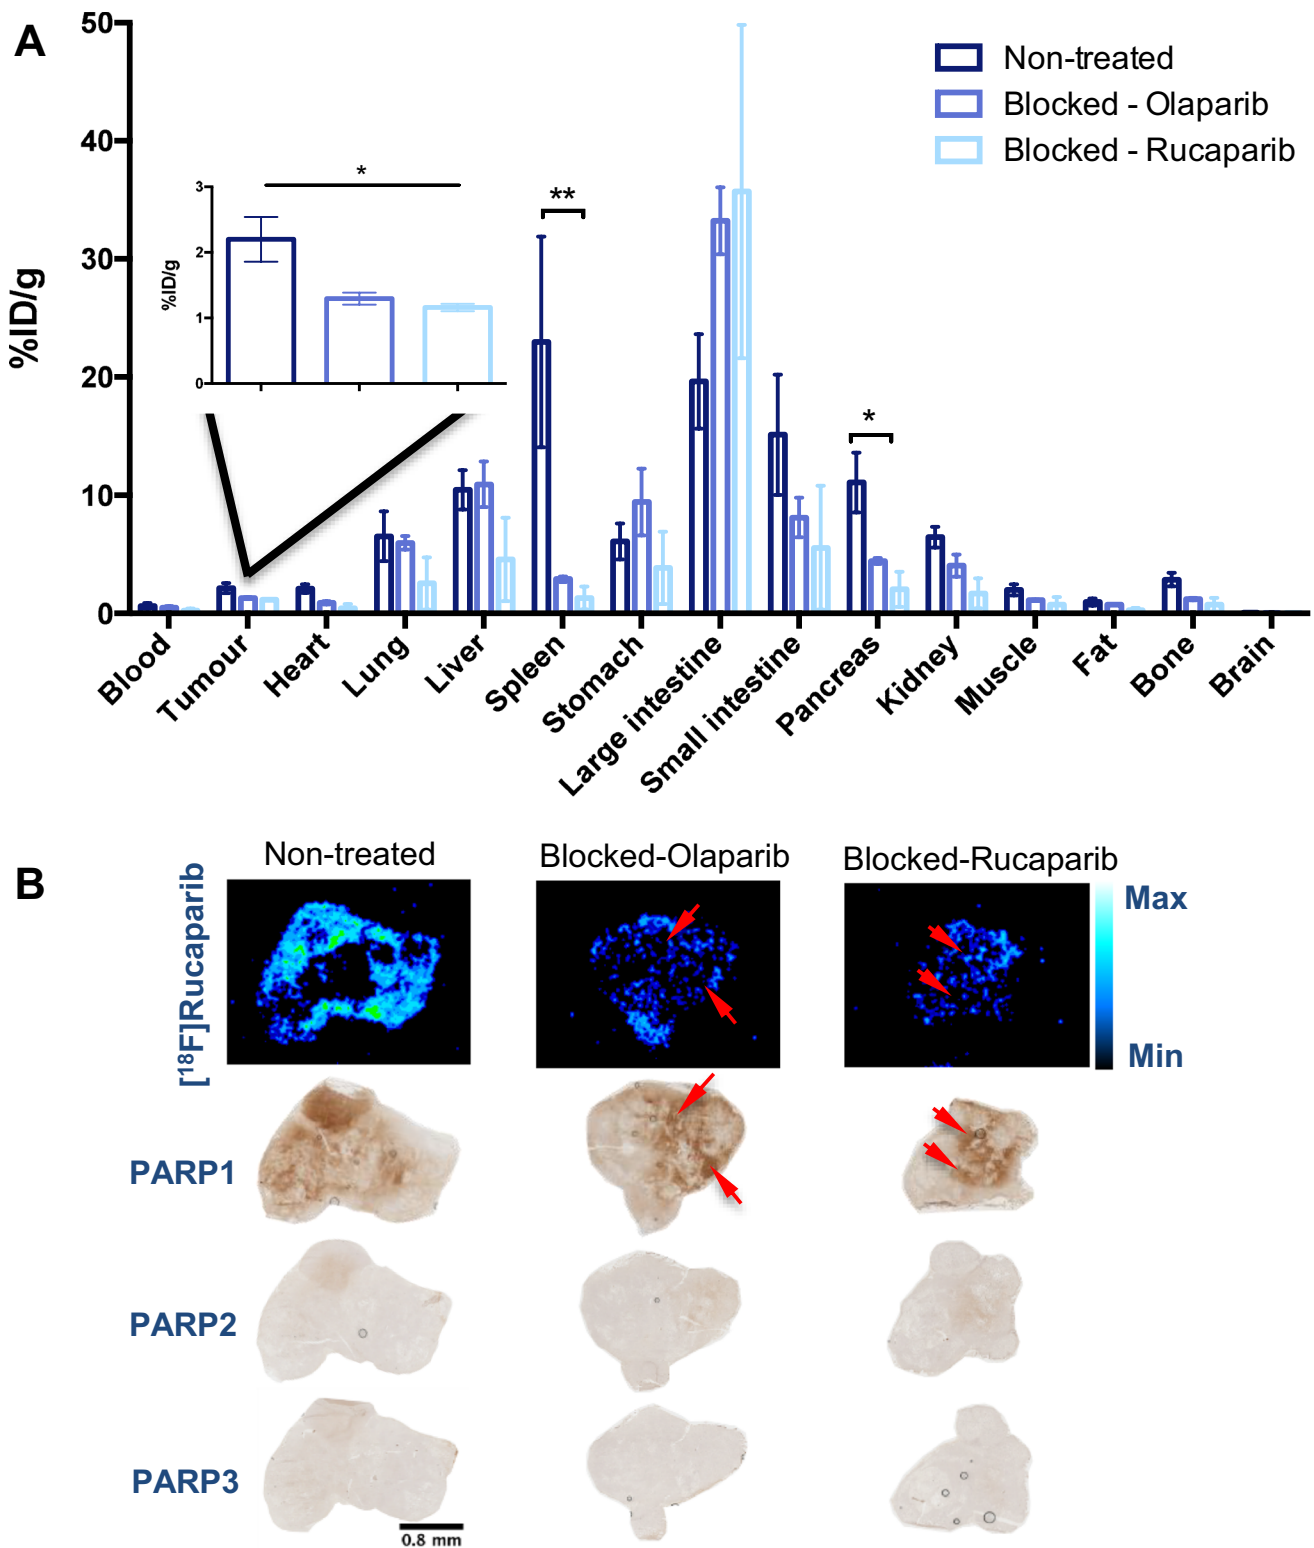 A
50
40
30
20
10
0
%ID/g
Non-treated
Blocked - Olaparib
Blocked - Rucaparib
3
2
1
0
%ID/g
*
**
*
Blood
Tumour
Heart
Lung
Liver
Spleen
Stomach
Large intestine
Small intestine
Pancreas
Kidney
Muscle
Fat
Bone
Brain
B
Non-treated
Blocked-Olaparib
Blocked-Rucaparib
[¹⁸F]Rucaparib
Max
Min
PARP1
PARP2
PARP3
0.8 mm